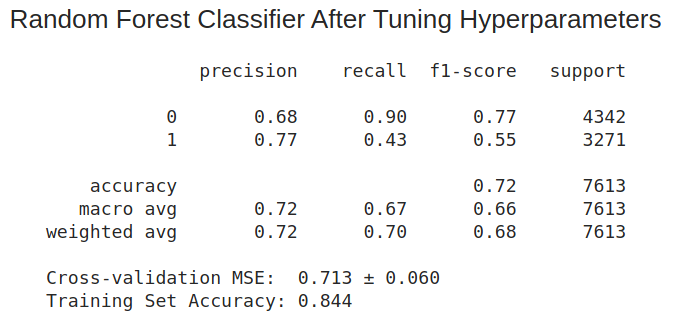 Random Forest Classifier After Tuning Hyperparameters
precision recall f1-score support
0 0.68 0.90 0.77 4342
1 0.77 0.43 0.55 3271
accuracy 0.72 7613
macro avg 0.72 0.67 0.66 7613
weighted avg 0.72 0.70 0.68 7613
Cross-validation MSE: 0.713 ± 0.060
Training Set Accuracy: 0.844